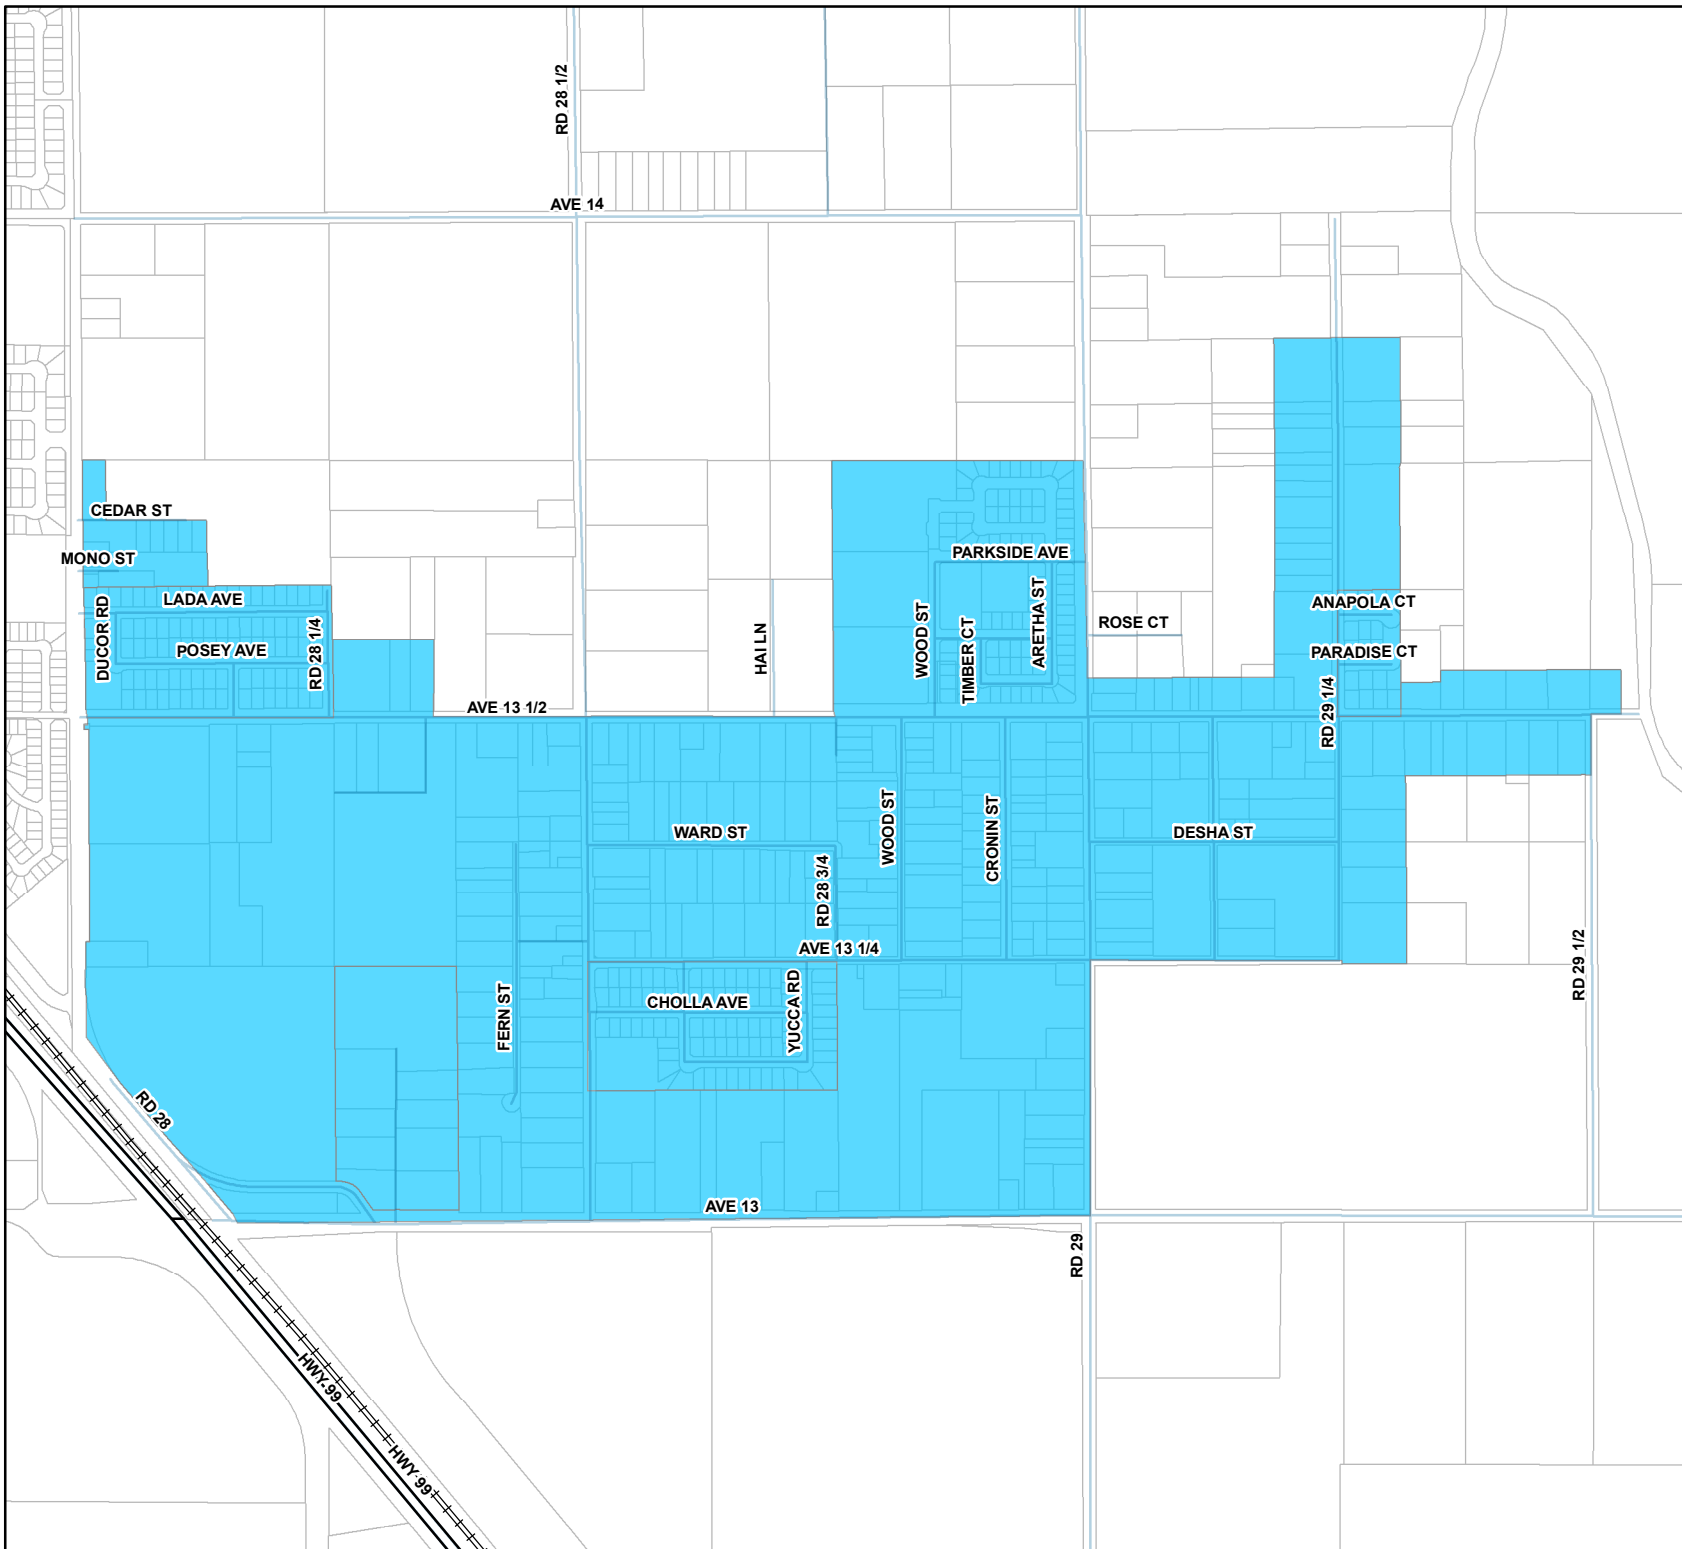 RD 28 1/2
AVE 14
CEDAR ST
MONO ST
LADA AVE
DUCOR RD
POSEY AVE
RD 28 1/4
AVE 13 1/2
HAI LN
PARKSIDE AVE
WOOD ST
TIMBER CT
ARETHA ST
ROSE CT
ANAPOLA CT
PARADISE CT
RD 29 1/4
WARD ST
WOOD ST
CRONIN ST
DESHA ST
RD 28 3/4
AVE 13 1/4
RD 29 1/2
FERN ST
CHOLLA AVE
YUCCA RD
RD 28
AVE 13
RD 29
HWY-99
HWY-99